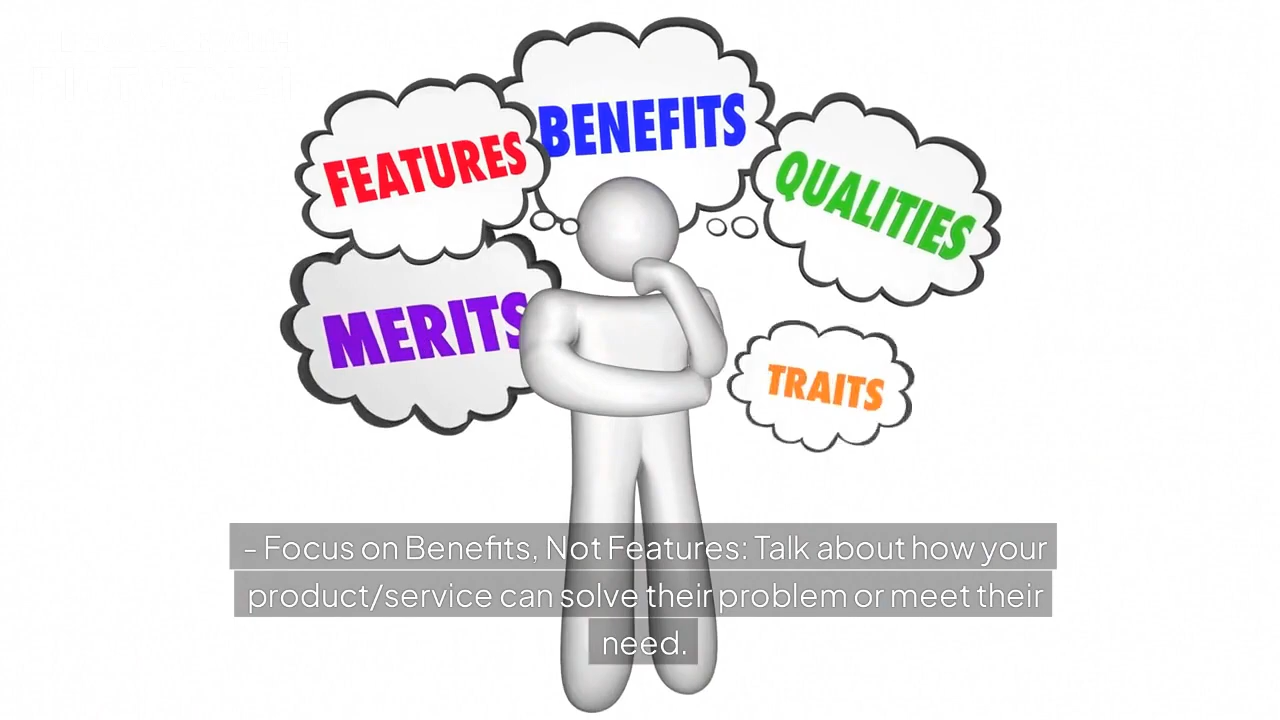 BENEFITS
FEATURES
QUALITIES
MERITS
TRAITS
- Focus on Benefits, Not Features: Talk about how your
product/service can solve their problem or meet their
need.